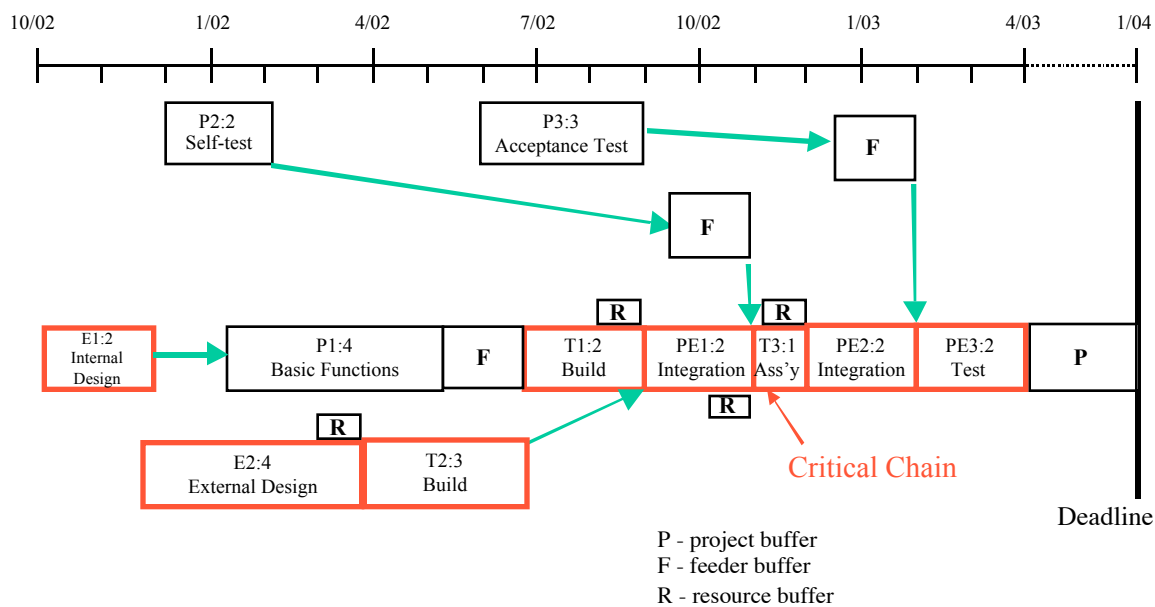 10/02 1/02 4/02 7/02 10/02 1/03 4/03 1/04
P2:2
Self-test
P3:3
Acceptance Test
F
F
R
R
E1:2
Internal
Design
P1:4
Basic Functions
F
T1:2
Build
PE1:2
Integration
T3:1
Ass'y
PE2:2
Integration
PE3:2
Test
P
R
R
E2:4
External Design
T2:3
Build
Critical Chain
Deadline
P - project buffer
F - feeder buffer
R - resource buffer